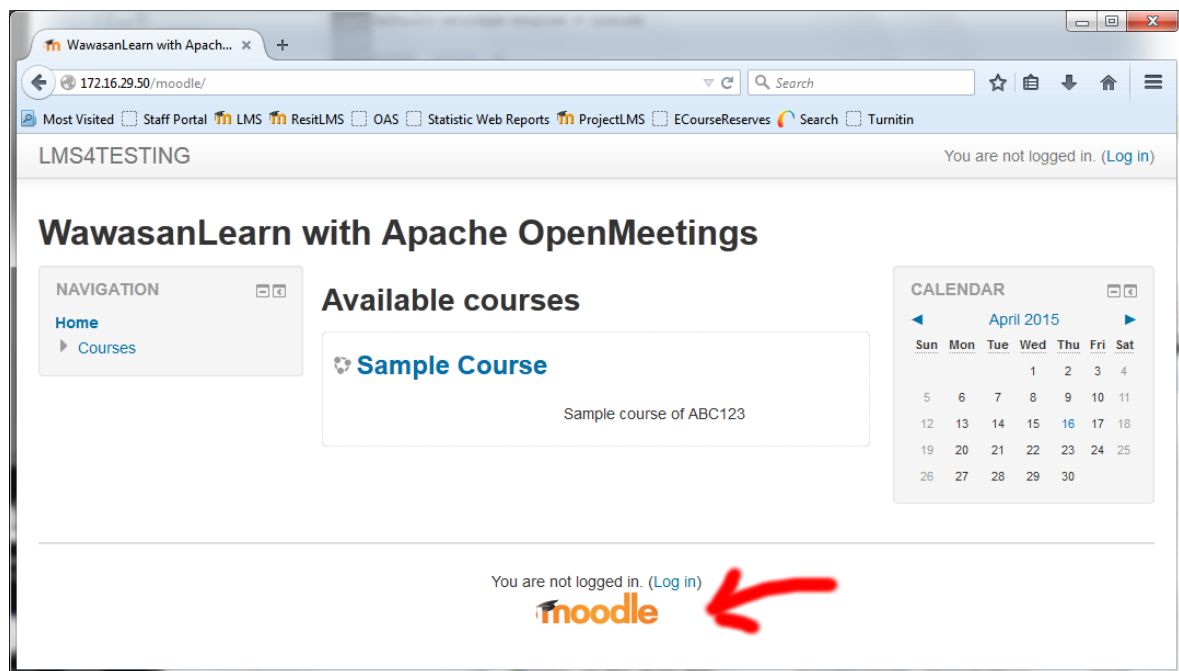 WawasanLearn with Apach... × +
172.16.29.50/moodle/ Search
Most Visited Staff Portal LMS ResitLMS OAS Statistic Web Reports ProjectLMS ECourseReserves Search Turnitin
LMS4TESTING You are not logged in. (Log in)
WawasanLearn with Apache OpenMeetings
NAVIGATION
Home
Courses
Available courses
Sample Course
Sample course of ABC123
CALENDAR
April 2015
Sun Mon Tue Wed Thu Fri Sat
1 2 3 4
5 6 7 8 9 10 11
12 13 14 15 16 17 18
19 20 21 22 23 24 25
26 27 28 29 30
You are not logged in. (Log in)
moodle